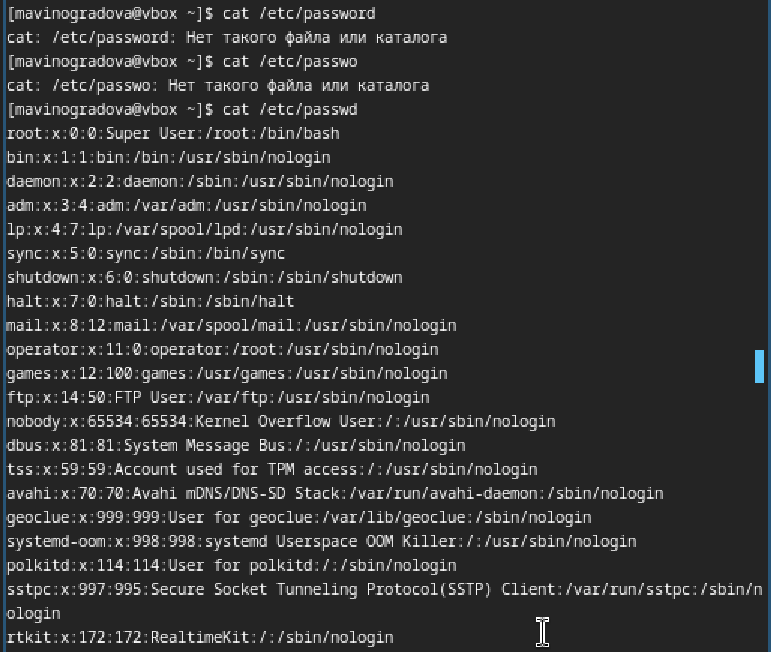 [mavinogradova@vbox ~]$ cat /etc/password
cat: /etc/password: Нет такого файла или каталога
[mavinogradova@vbox ~]$ cat /etc/passwo
cat: /etc/passwo: Нет такого файла или каталога
[mavinogradova@vbox ~]$ cat /etc/passwd
root:x:0:0:Super User:/root:/bin/bash
bin:x:1:1:bin:/bin:/usr/sbin/nologin
daemon:x:2:2:daemon:/sbin:/usr/sbin/nologin
adm:x:3:4:adm:/var/adm:/usr/sbin/nologin
lp:x:4:7:lp:/var/spool/lpd:/usr/sbin/nologin
sync:x:5:0:sync:/sbin:/bin/sync
shutdown:x:6:0:shutdown:/sbin:/sbin/shutdown
halt:x:7:0:halt:/sbin:/sbin/halt
mail:x:8:12:mail:/var/spool/mail:/usr/sbin/nologin
operator:x:11:0:operator:/root:/usr/sbin/nologin
games:x:12:100:games:/usr/games:/usr/sbin/nologin
ftp:x:14:50:FTP User:/var/ftp:/usr/sbin/nologin
nobody:x:65534:65534:Kernel Overflow User:/:/usr/sbin/nologin
dbus:x:81:81:System Message Bus:/:/usr/sbin/nologin
tss:x:59:59:Account used for TPM access:/:/usr/sbin/nologin
avahi:x:70:70:Avahi mDNS/DNS-SD Stack:/var/run/avahi-daemon:/sbin/nologin
geoclue:x:999:999:User for geoclue:/var/lib/geoclue:/sbin/nologin
systemd-oom:x:998:998:systemd Userspace OOM Killer:/:/usr/sbin/nologin
polkitd:x:114:114:User for polkitd:/:/sbin/nologin
sstpc:x:997:995:Secure Socket Tunneling Protocol(SSTP) Client:/var/run/sstpc:/sbin/n
ologin
rtkit:x:172:172:RealtimeKit:/:/sbin/nologin